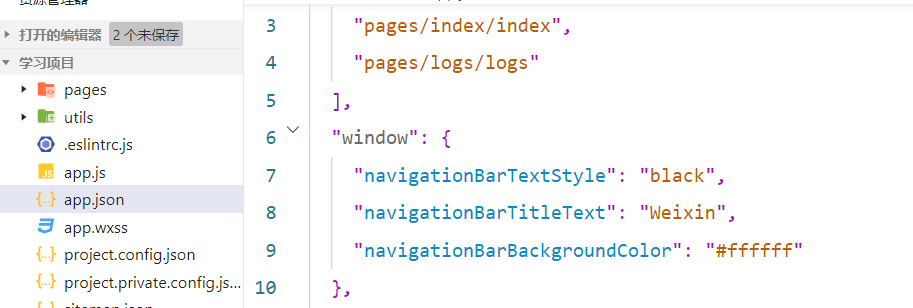 资源管理器
打开的编辑器 2 个未保存
学习项目
pages
utils
.eslintrc.js
app.js
app.json
app.wxss
project.config.json
project.private.config.js...
sitemap.json
3 "pages/index/index",
4 "pages/logs/logs"
5 ],
6 "window": {
7 "navigationBarTextStyle": "black",
8 "navigationBarTitleText": "Weixin",
9 "navigationBarBackgroundColor": "#ffffff"
10 },